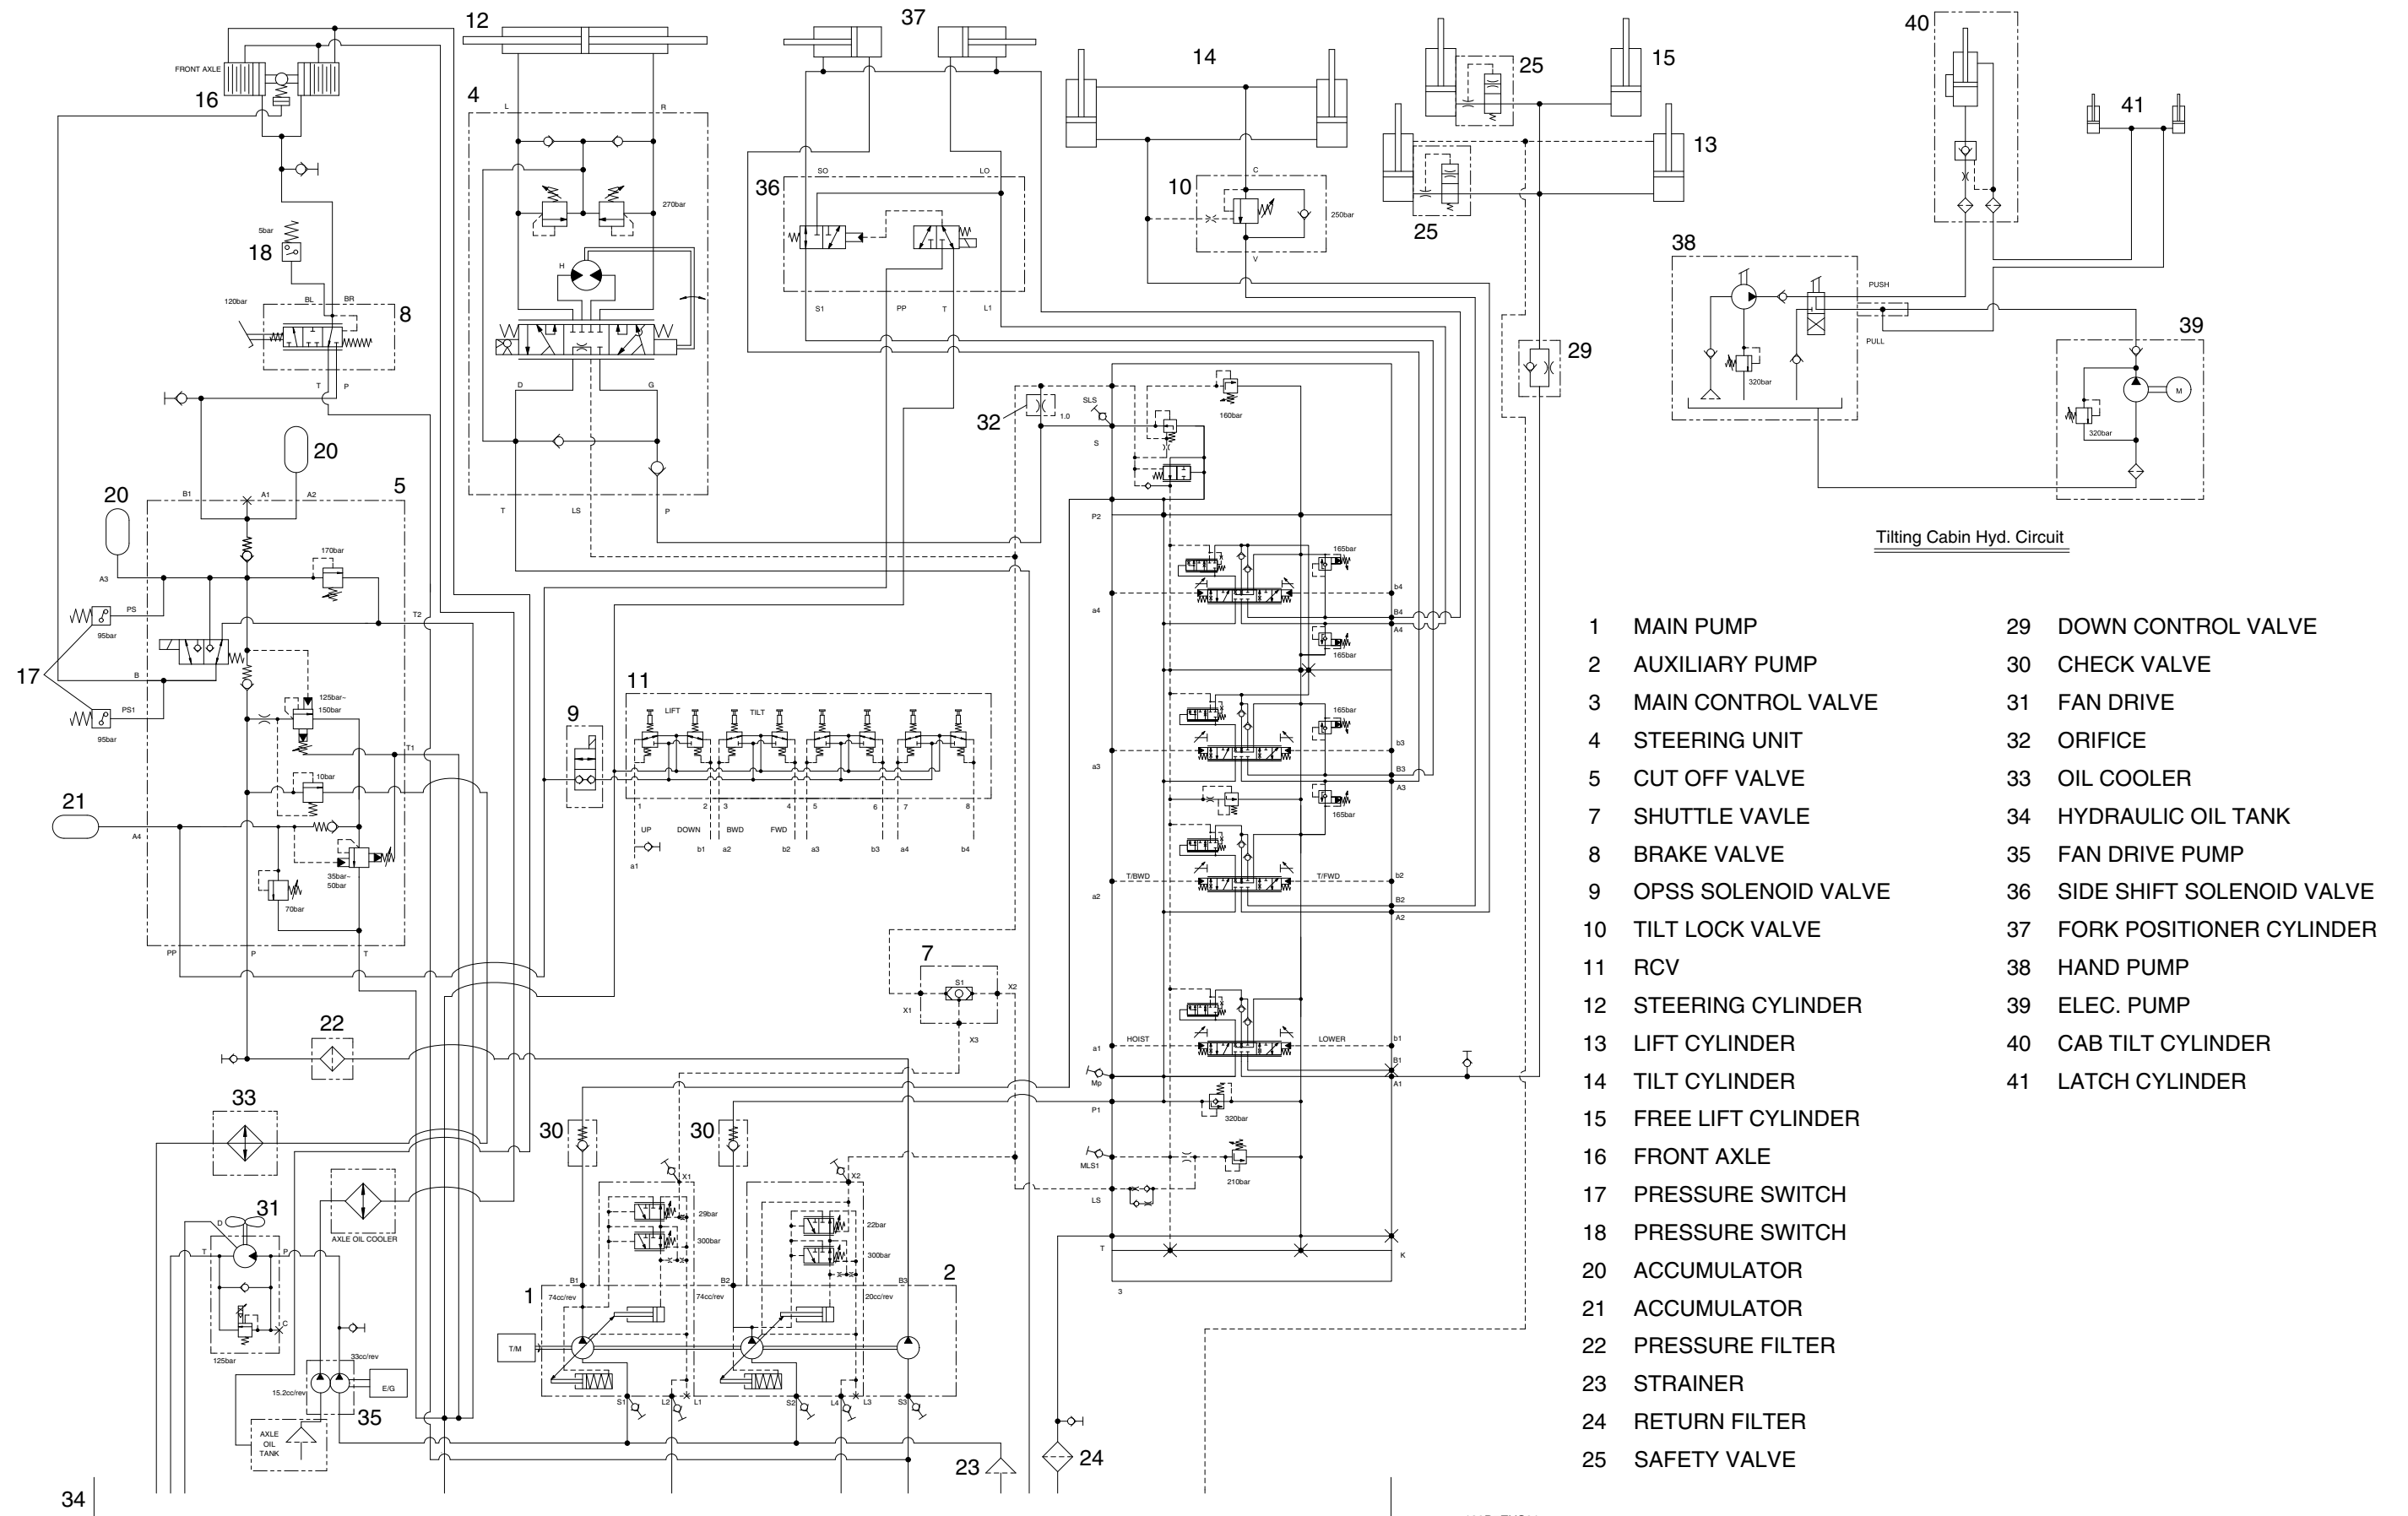 12
37
14
25
15
40
41
FRONT AXLE
16
4
L
R
13
SO
LO
36
C
10
270bar
250bar
25
5bar
18
H
V
38
120bar
BL
BR
8
S1
PP
T
L1
PUSH
39
PULL
29
T
P
D
G
320bar
M
SLS
160bar
32
1.0
320bar
S
20
20
5
B1
A1
A2
T
LS
P
P2
Tilting Cabin Hyd. Circuit
170bar
165bar
A3
b4
PS
a4
B4
T2
A4
95bar
165bar
17
B
11
125bar~
150bar
PS1
9
LIFT
TILT
165bar
95bar
T1
b3
a3
B3
A3
10bar
21
1
2
3
4
5
6
7
8
165bar
A4
UP
DOWN
BWD
FWD
b1
a2
b2
a3
b3
a4
b4
a1
35bar~
50bar
T/BWD
T/FWD
b2
70bar
a2
B2
A2
PP
P
T
7
S1
X2
X1
22
X3
a1
HOIST
LOWER
b1
B1
A1
Mp
33
P1
30
30
320bar
MLS1
X1
X2
210bar
LS
31
D
29bar
22bar
AXLE OIL COOLER
T
P
300bar
300bar
T
K
B1
B2
B3
2
1
74cc/rev
74cc/rev
20cc/rev
3
C
T/M
125bar
33cc/rev
15.2cc/rev
E/G
35
S1
L2
L1
S2
L4
L3
S3
AXLE
OIL
TANK
23
24
34
1 MAIN PUMP
2 AUXILIARY PUMP
3 MAIN CONTROL VALVE
4 STEERING UNIT
5 CUT OFF VALVE
7 SHUTTLE VAVLE
8 BRAKE VALVE
9 OPSS SOLENOID VALVE
10 TILT LOCK VALVE
11 RCV
12 STEERING CYLINDER
13 LIFT CYLINDER
14 TILT CYLINDER
15 FREE LIFT CYLINDER
16 FRONT AXLE
17 PRESSURE SWITCH
18 PRESSURE SWITCH
20 ACCUMULATOR
21 ACCUMULATOR
22 PRESSURE FILTER
23 STRAINER
24 RETURN FILTER
25 SAFETY VALVE
29 DOWN CONTROL VALVE
30 CHECK VALVE
31 FAN DRIVE
32 ORIFICE
33 OIL COOLER
34 HYDRAULIC OIL TANK
35 FAN DRIVE PUMP
36 SIDE SHIFT SOLENOID VALVE
37 FORK POSITIONER CYLINDER
38 HAND PUMP
39 ELEC. PUMP
40 CAB TILT CYLINDER
41 LATCH CYLINDER